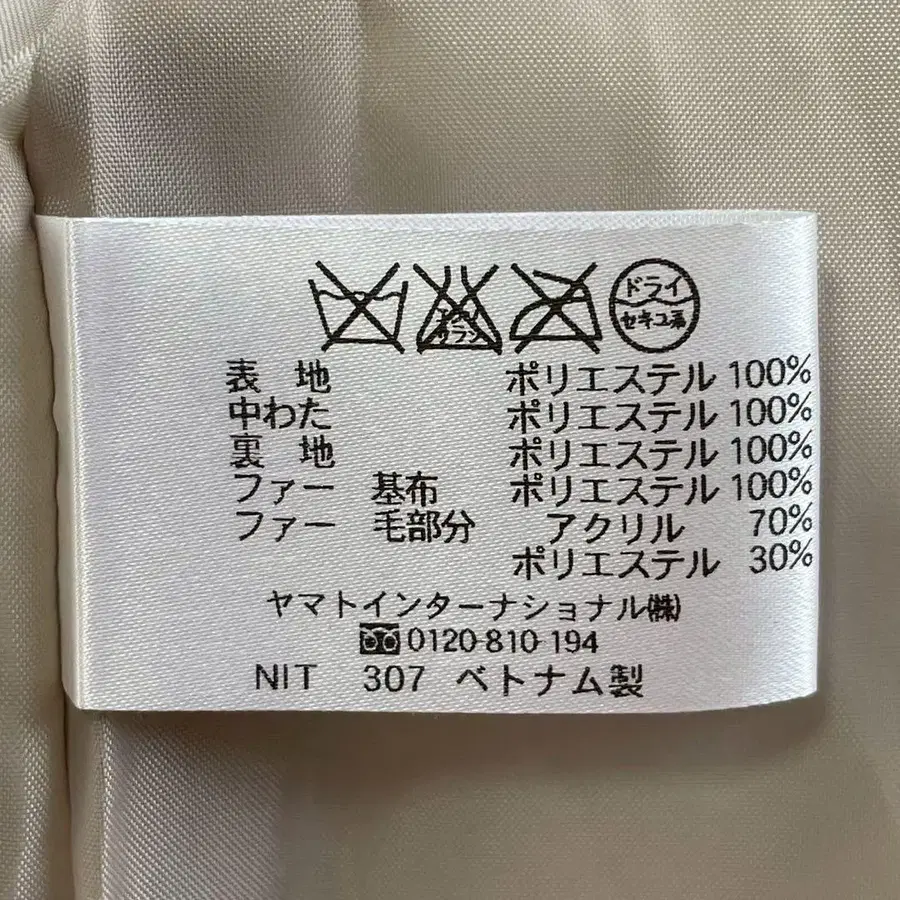 ドライ
セキユ系
表 地 ポリエステル 100%
中わた ポリエステル 100%
裏 地 ポリエステル 100%
ファー 基布 ポリエステル 100%
ファー 毛部分 アクリル 70%
ポリエステル 30%
ヤマトインターナショナル㈱
0120-810-194
NIT 307 ベトナム製